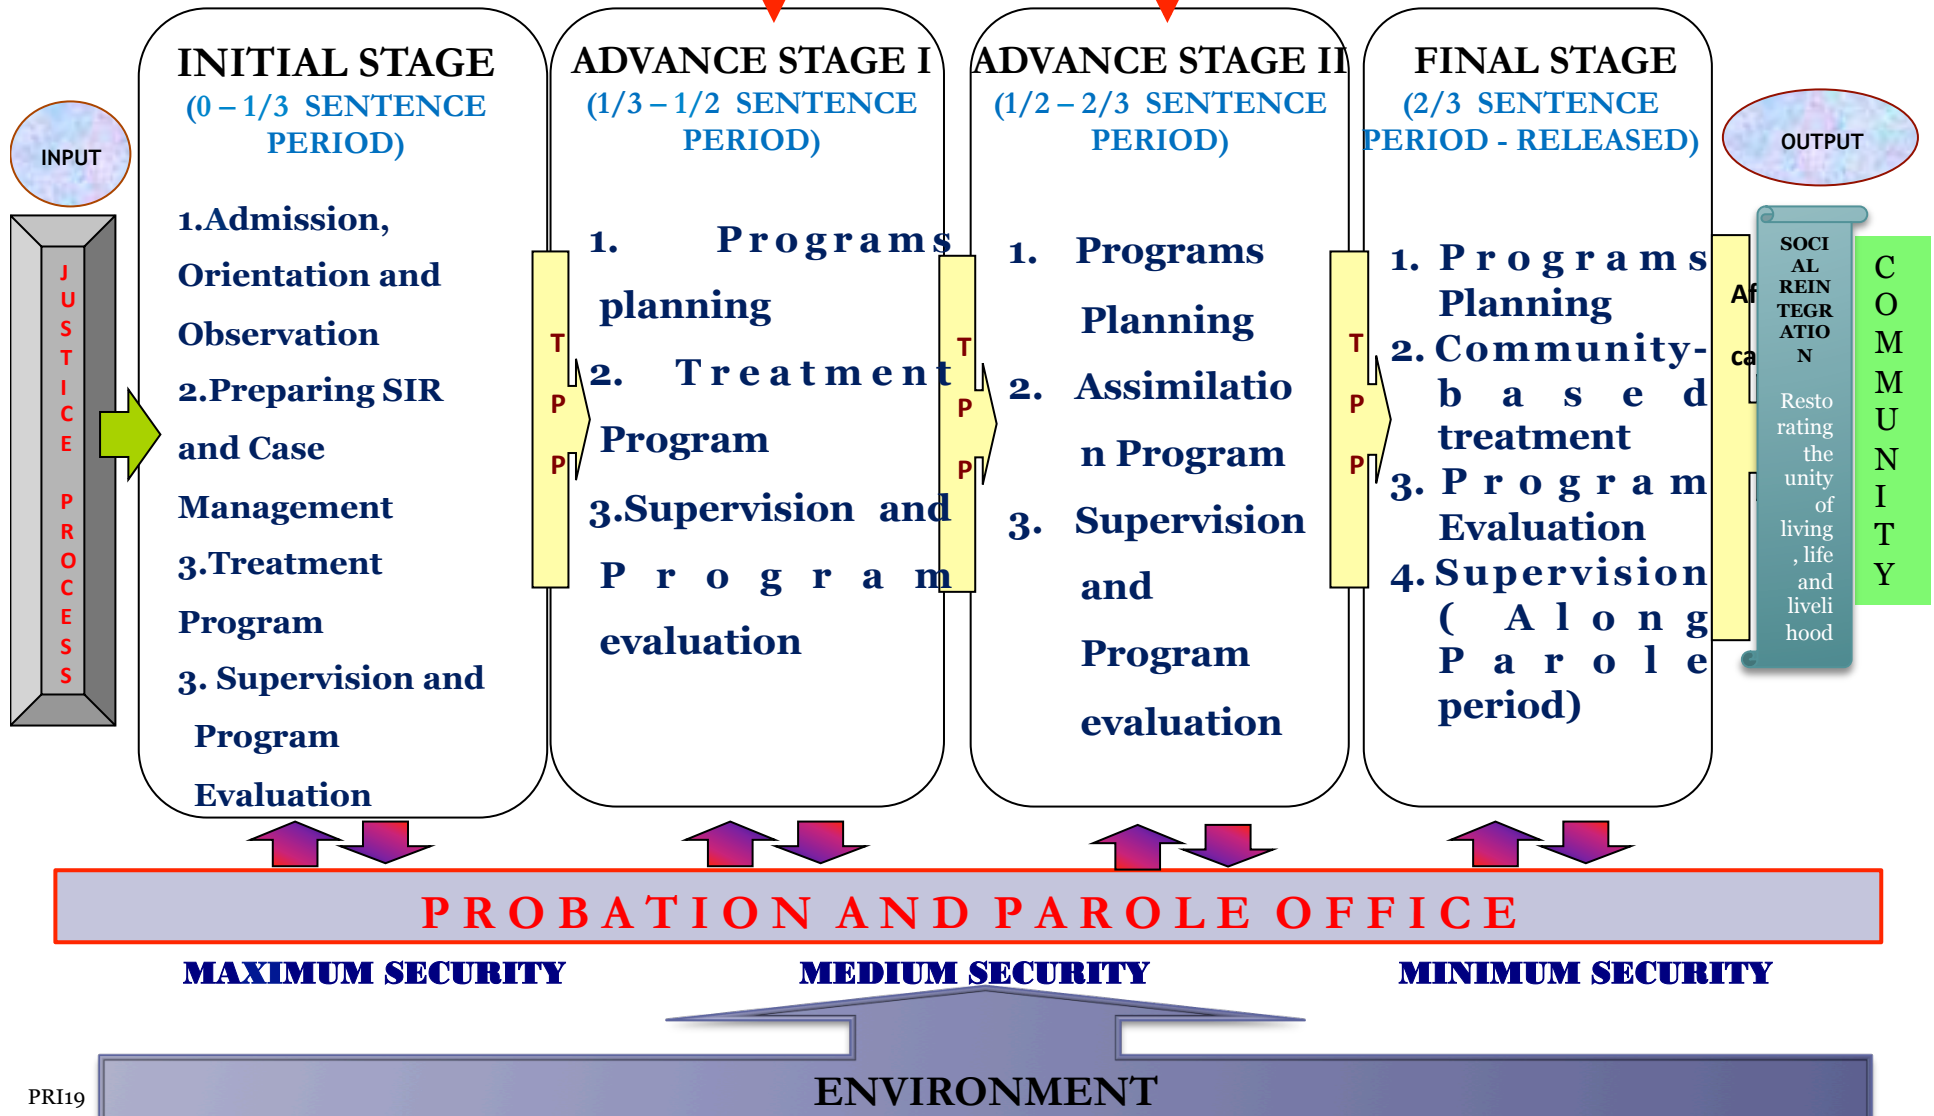 INPUT
JUSTICE PROCESS
INITIAL STAGE
(0 – 1/3 SENTENCE
PERIOD)
1.Admission,
Orientation and
Observation
2.Preparing SIR
and Case
Management
3.Treatment
Program
3. Supervision and
Program
Evaluation
TPP
ADVANCE STAGE I
(1/3 – 1/2 SENTENCE
PERIOD)
1. Programs
planning
2. Treatment
Program
3.Supervision and
Program
evaluation
TPP
ADVANCE STAGE II
(1/2 – 2/3 SENTENCE
PERIOD)
1. Programs
Planning
2. Assimilatio
n Program
3. Supervision
and
Program
evaluation
TPP
FINAL STAGE
(2/3 SENTENCE
PERIOD - RELEASED)
1. Programs
Planning
2. Community-
based
treatment
3. Program
Evaluation
4. Supervision
( Along
Parole
period)
OUTPUT
SOCI
AL
REIN
TEGR
ATIO
N
Resto
rating
the
unity
of
living
, life
and
liveli
hood
COMMUNITY
PROBATION AND PAROLE OFFICE
MAXIMUM SECURITY
MEDIUM SECURITY
MINIMUM SECURITY
ENVIRONMENT
PRI19